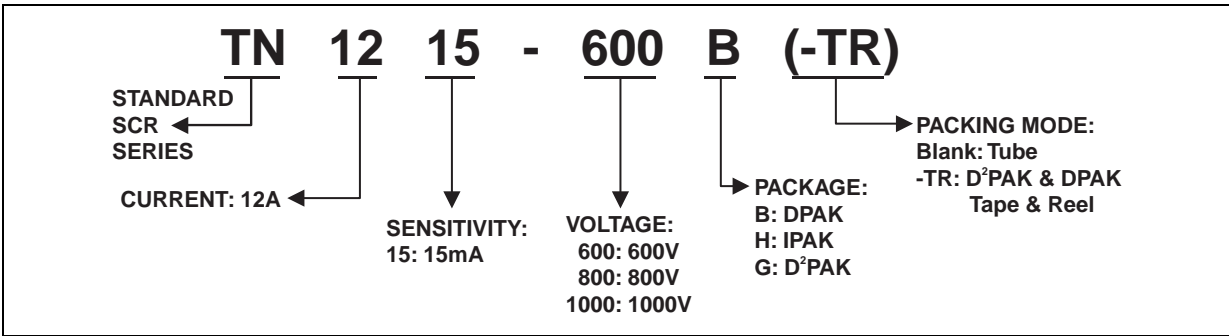 TN 12 15 - 600 B (-TR)
STANDARD
SCR
SERIES
CURRENT: 12A
SENSITIVITY:
15: 15mA
VOLTAGE:
600: 600V
800: 800V
1000: 1000V
PACKAGE:
B: DPAK
H: IPAK
G: D²PAK
PACKING MODE:
Blank: Tube
-TR: D²PAK & DPAK
Tape & Reel